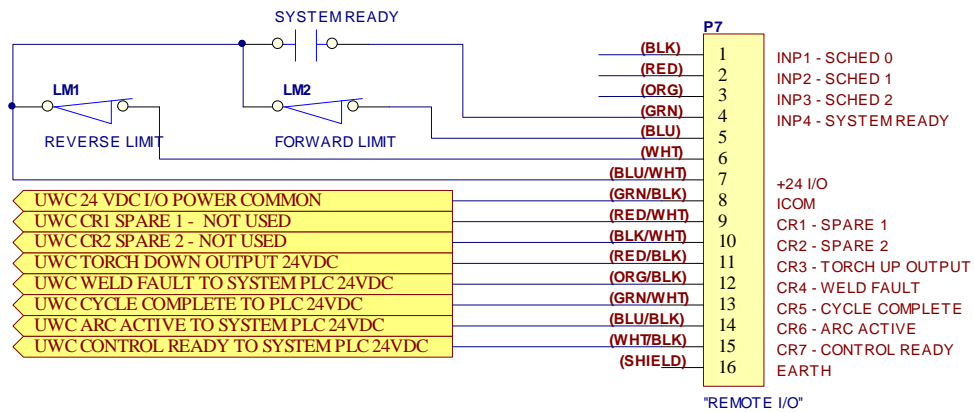 SYSTEM READY
P7
LM1
LM2
REVERSE LIMIT
FORWARD LIMIT
(BLK) 1 INP1 - SCHED 0
(RED) 2 INP2 - SCHED 1
(ORG) 3 INP3 - SCHED 2
(GRN) 4 INP4 - SYSTEM READY
(BLU) 5
(WHT) 6
(BLU/WHT) 7 +24 I/O
UWC 24 VDC I/O POWER COMMON (GRN/BLK) 8 ICOM
UWC CR1 SPARE 1 - NOT USED (RED/WHT) 9 CR1 - SPARE 1
UWC CR2 SPARE 2 - NOT USED (BLK/WHT) 10 CR2 - SPARE 2
UWC TORCH DOWN OUTPUT 24VDC (RED/BLK) 11 CR3 - TORCH UP OUTPUT
UWC WELD FAULT TO SYSTEM PLC 24VDC (ORG/BLK) 12 CR4 - WELD FAULT
UWC CYCLE COMPLETE TO PLC 24VDC (GRN/WHT) 13 CR5 - CYCLE COMPLETE
UWC ARC ACTIVE TO SYSTEM PLC 24VDC (BLU/BLK) 14 CR6 - ARC ACTIVE
UWC CONTROL READY TO SYSTEM PLC 24VDC (WHT/BLK) 15 CR7 - CONTROL READY
(SHIELD) 16 EARTH
"REMOTE I/O"